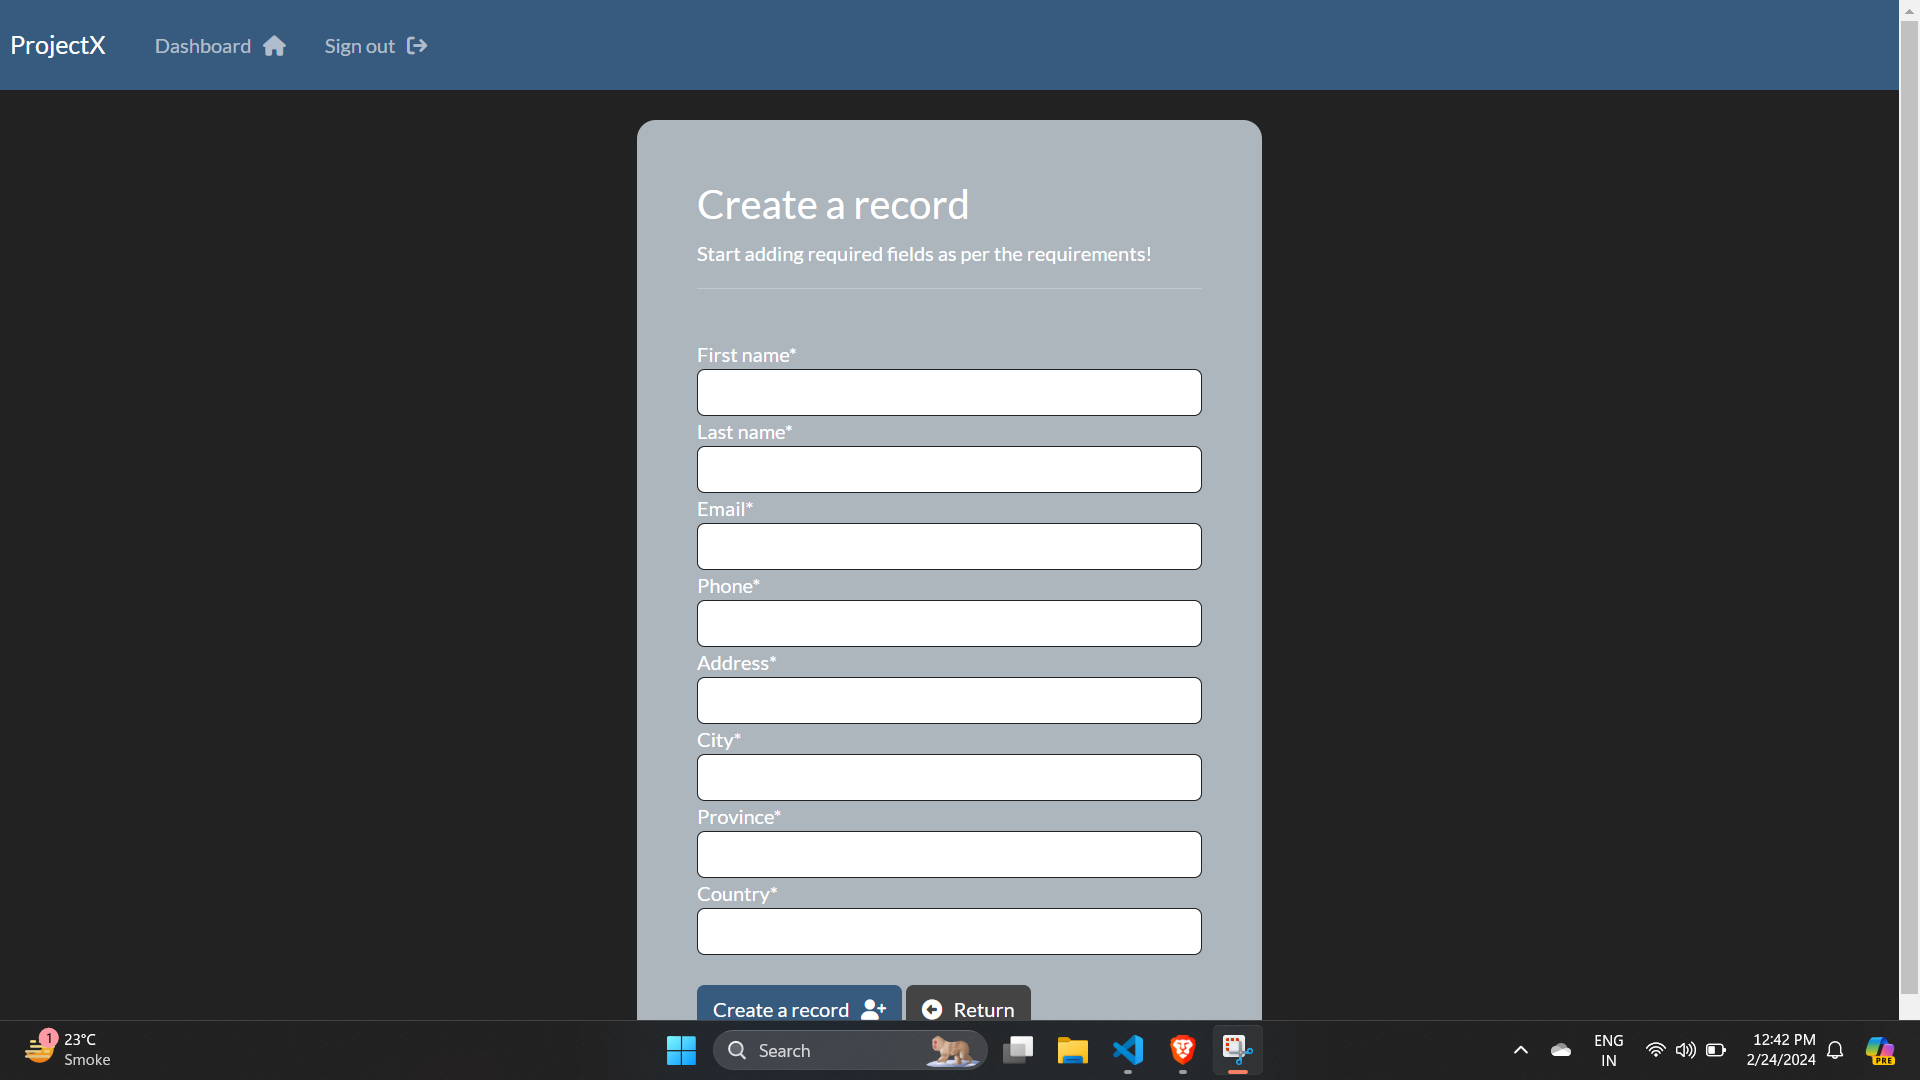 ProjectX Dashboard Sign out
Create a record
Start adding required fields as per the requirements!
First name*
Last name*
Email*
Phone*
Address*
City*
Province*
Country*
Create a record Return
1 23°C
Smoke
Search
ENG
IN
12:42 PM
2/24/2024
PRE